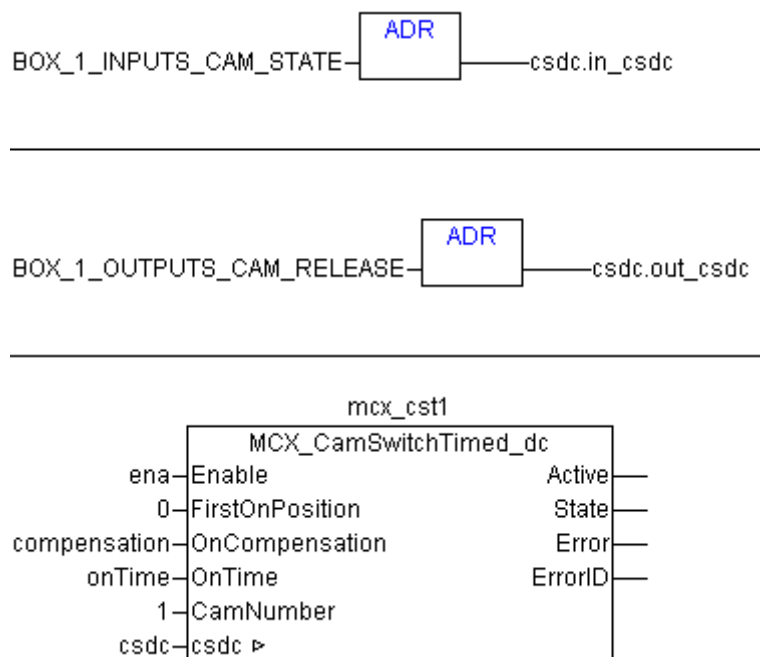 ADR
BOX_1_INPUTS_CAM_STATE csdc.in_csdc
ADR
BOX_1_OUTPUTS_CAM_RELEASE csdc.out_csdc
mcx_cst1
MCX_CamSwitchTimed_dc
ena Enable Active
0 FirstOnPosition State
compensation OnCompensation Error
onTime OnTime ErrorID
1 CamNumber
csdc csdc ▹